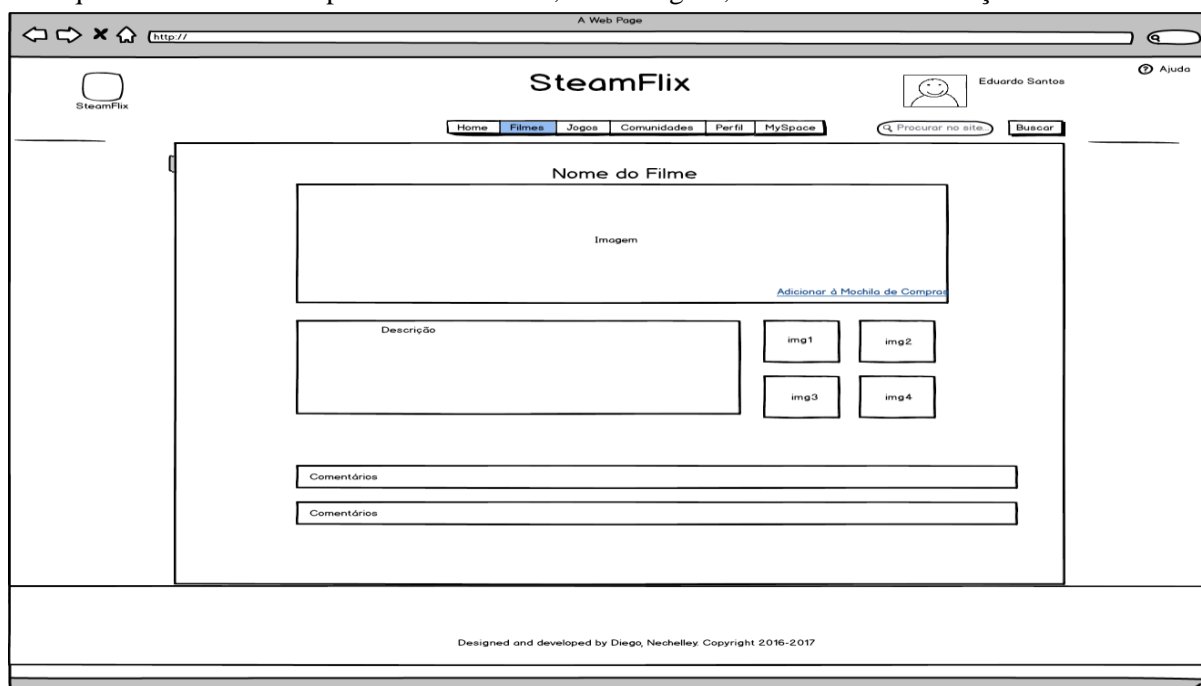 A Web Page
http://
SteamFlix
SteamFlix
Eduardo Santos
Ajuda
Home Filmes Jogos Comunidades Perfil MySpace
Procurar no site.
Buscar
Nome do Filme
Imagem
Adicionar à Mochila de Compras
Descrição
img1 img2
img3 img4
Comentários
Comentários
Designed and developed by Diego, Nechelley. Copyright 2016-2017